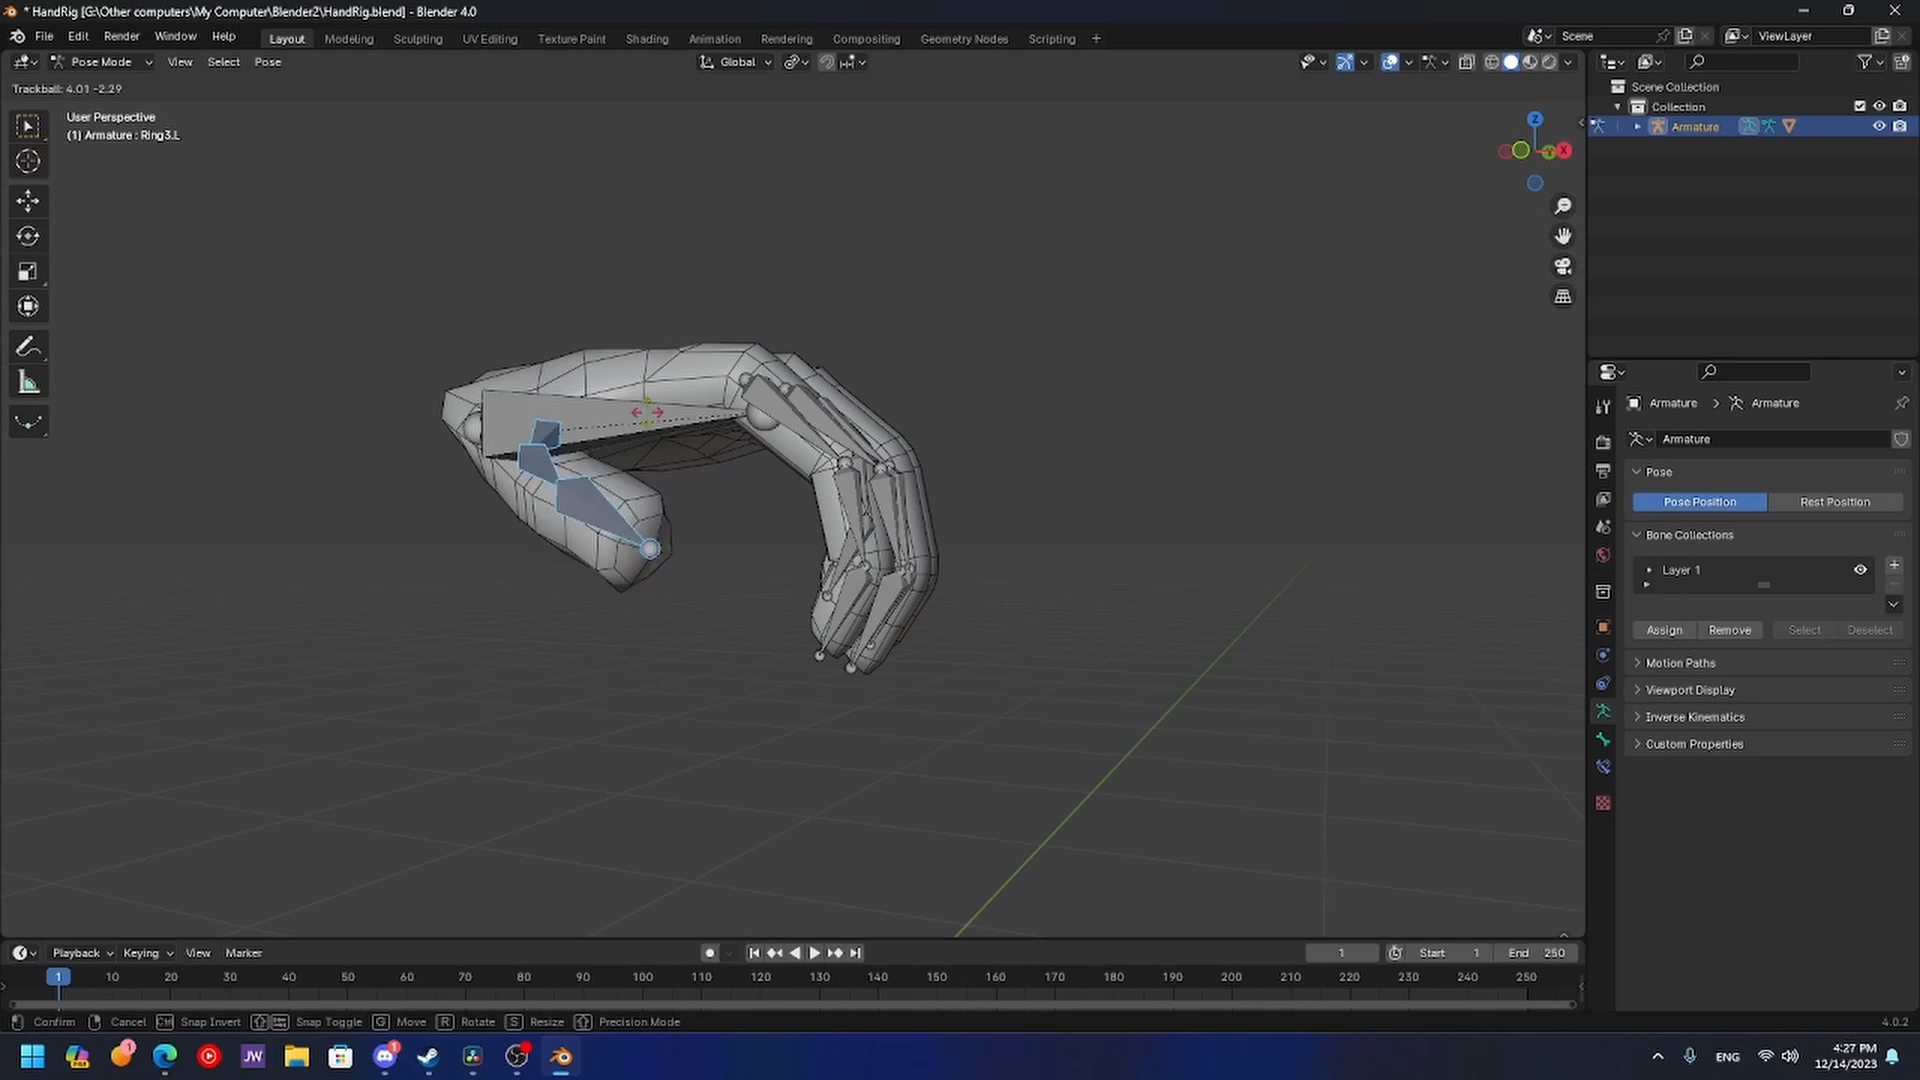 * HandRig [G:\Other computers\My Computer\Blender2\HandRig.blend] - Blender 4.0
File Edit Render Window Help Layout Modeling Sculpting UV Editing Texture Paint Shading Animation Rendering Compositing Geometry Nodes Scripting + Scene ViewLayer
Pose Mode View Select Pose Global
Trackball: 4.01 -2.29
User Perspective
(1) Armature : Ring3.L
Z
X
Scene Collection
Collection
Armature
Armature > Armature
Armature
Pose
Pose Position Rest Position
Bone Collections
Layer 1
Assign Remove Select Deselect
Motion Paths
Viewport Display
Inverse Kinematics
Custom Properties
Playback Keying View Marker 1 Start 1 End 250
1 10 20 30 40 50 60 70 80 90 100 110 120 130 140 150 160 170 180 190 200 210 220 230 240 250
Confirm Cancel Ctrl Snap Invert Snap Toggle G Move R Rotate S Resize Precision Mode 4.0.2
JW 1 1 ENG 4:27 PM
12/14/2023